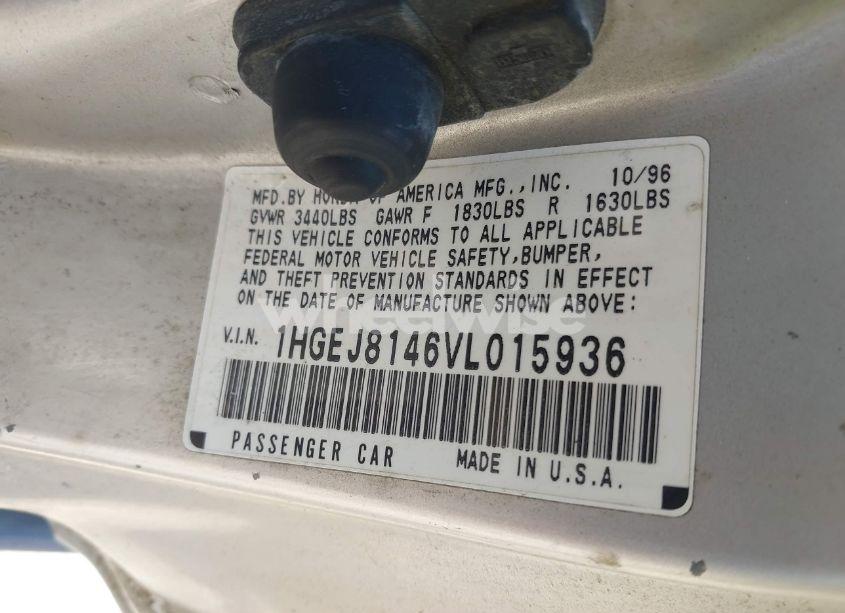 MFD.BY HONDA OF AMERICA MFG.,INC. 10/96
GVWR 3440LBS GAWR F 1830LBS R 1630LBS
THIS VEHICLE CONFORMS TO ALL APPLICABLE
FEDERAL MOTOR VEHICLE SAFETY,BUMPER,
AND THEFT PREVENTION STANDARDS IN EFFECT
ON THE DATE OF MANUFACTURE SHOWN ABOVE:
wheelwise
V.I.N. 1HGEJ8146VL015936
PASSENGER CAR MADE IN U.S.A.